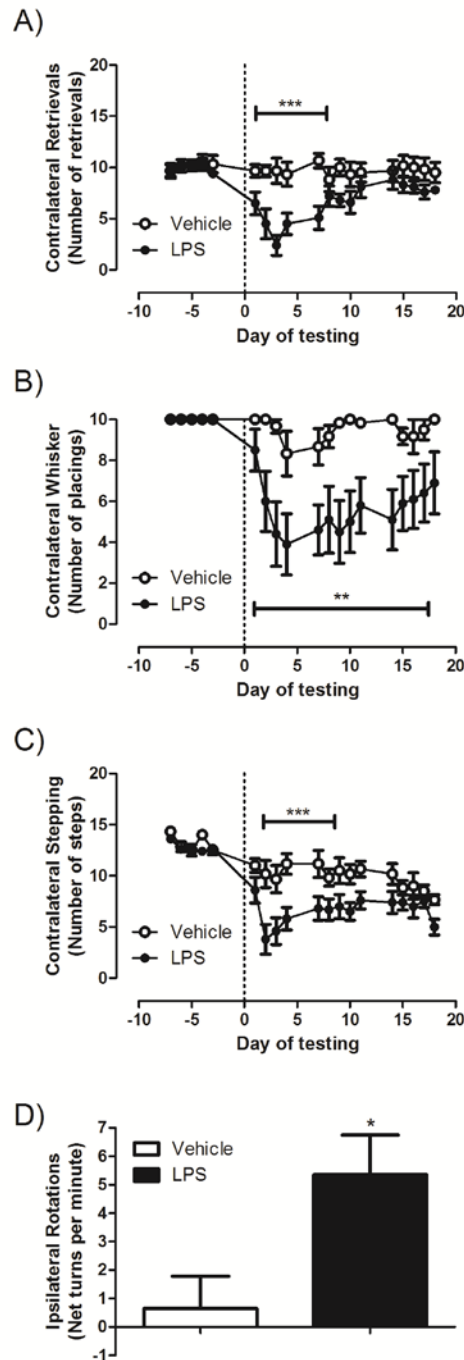 A)
Contralateral Retrievals
(Number of retrievals)
20
15
10
5
0
***
Vehicle
LPS
-10 -5 0 5 10 15 20
Day of testing
B)
Contralateral Whisker
(Number of placings)
10
8
6
4
2
0
Vehicle
LPS
**
-10 -5 0 5 10 15 20
Day of testing
C)
Contralateral Stepping
(Number of steps)
20
15
10
5
0
***
Vehicle
LPS
-10 -5 0 5 10 15 20
Day of testing
D)
Ipsilateral Rotations
(Net turns per minute)
7
6
5
4
3
2
1
0
-1
Vehicle
LPS
*